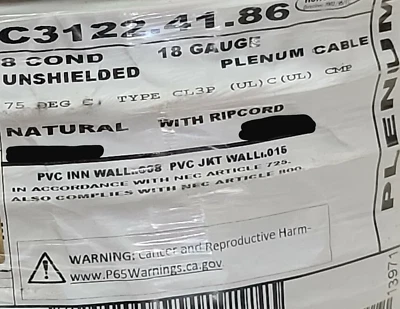 C3122.41.86
8 COND 18 GAUGE
UNSHIELDED PLENUM CABLE
75 DEG C, TYPE CL3P (UL)C(UL) CMP
NATURAL WITH RIPCORD
PVC INN WALL:.008 PVC JKT WALL:.016
IN ACCORDANCE WITH NEC ARTICLE 725.
ALSO COMPLIES WITH NEC ARTICLE 800.
WARNING: Cancer and Reproductive Harm-
www.P65Warnings.ca.gov
PLENUM
13971